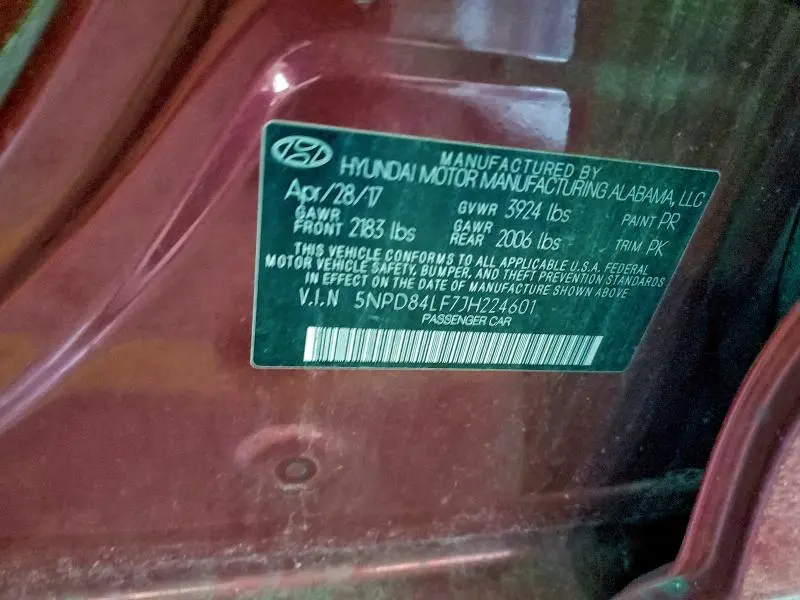 MANUFACTURED BY
HYUNDAI MOTOR MANUFACTURING ALABAMA, LLC
Apr/28/17 GVWR 3924 lbs PAINT PR
GAWR FRONT 2183 lbs GAWR REAR 2006 lbs TRIM PK
THIS VEHICLE CONFORMS TO ALL APPLICABLE U.S.A. FEDERAL
MOTOR VEHICLE SAFETY, BUMPER, AND THEFT PREVENTION STANDARDS
IN EFFECT ON THE DATE OF MANUFACTURE SHOWN ABOVE
V.I.N 5NPD84LF7JH224601
PASSENGER CAR